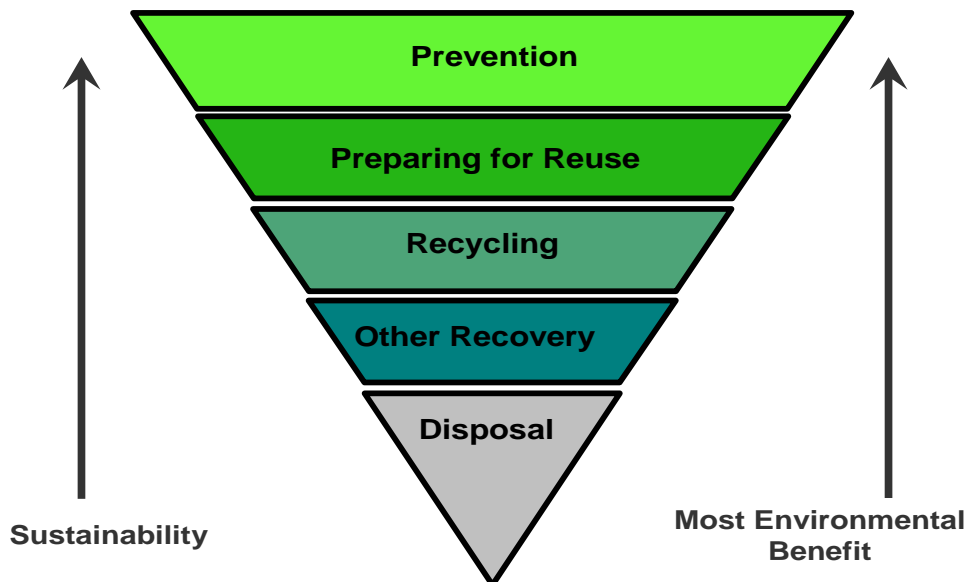 Prevention
Preparing for Reuse
Recycling
Other Recovery
Disposal
Sustainability
Most Environmental
Benefit